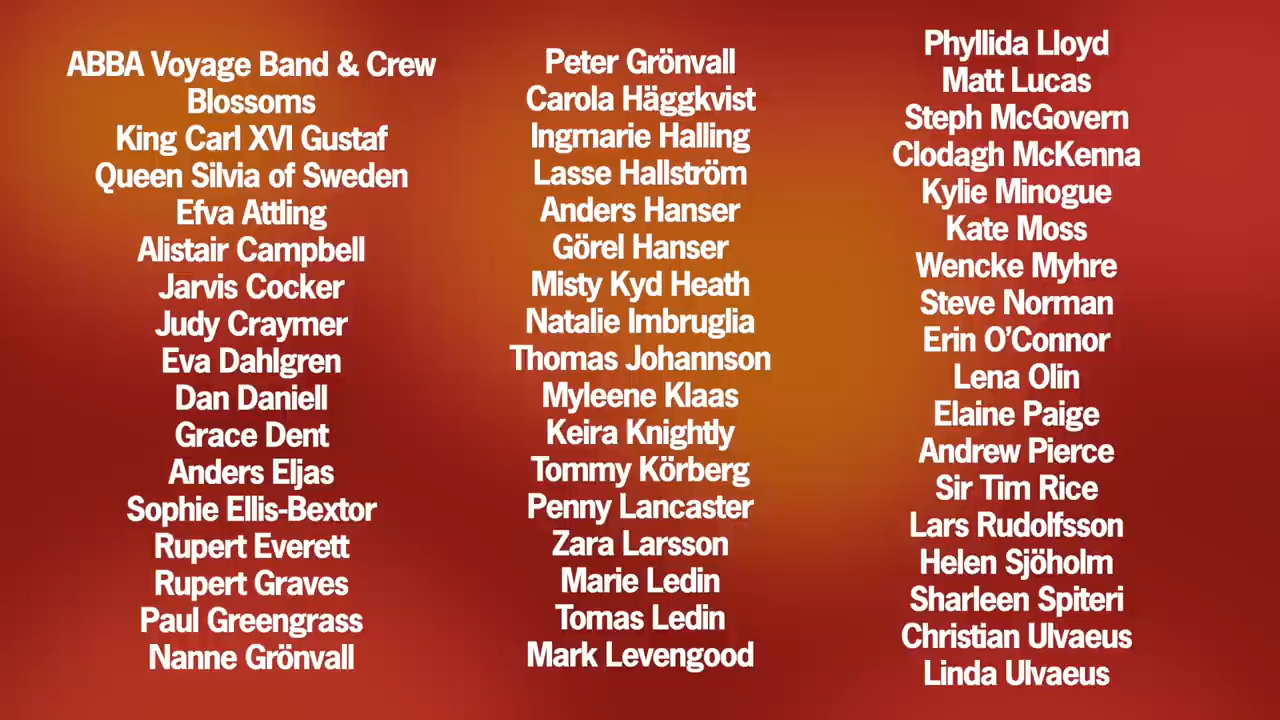 ABBA Voyage Band & Crew
Blossoms
King Carl XVI Gustaf
Queen Silvia of Sweden
Efva Attling
Alistair Campbell
Jarvis Cocker
Judy Craymer
Eva Dahlgren
Dan Daniell
Grace Dent
Anders Eljas
Sophie Ellis-Bextor
Rupert Everett
Rupert Graves
Paul Greengrass
Nanne Grönvall
Peter Grönvall
Carola Häggkvist
Ingmarie Halling
Lasse Hallström
Anders Hanser
Görel Hanser
Misty Kyd Heath
Natalie Imbruglia
Thomas Johannson
Myleene Klaas
Keira Knightly
Tommy Körberg
Penny Lancaster
Zara Larsson
Marie Ledin
Tomas Ledin
Mark Levengood
Phyllida Lloyd
Matt Lucas
Steph McGovern
Clodagh McKenna
Kylie Minogue
Kate Moss
Wencke Myhre
Steve Norman
Erin O’Connor
Lena Olin
Elaine Paige
Andrew Pierce
Sir Tim Rice
Lars Rudolfsson
Helen Sjöholm
Sharleen Spiteri
Christian Ulvaeus
Linda Ulvaeus